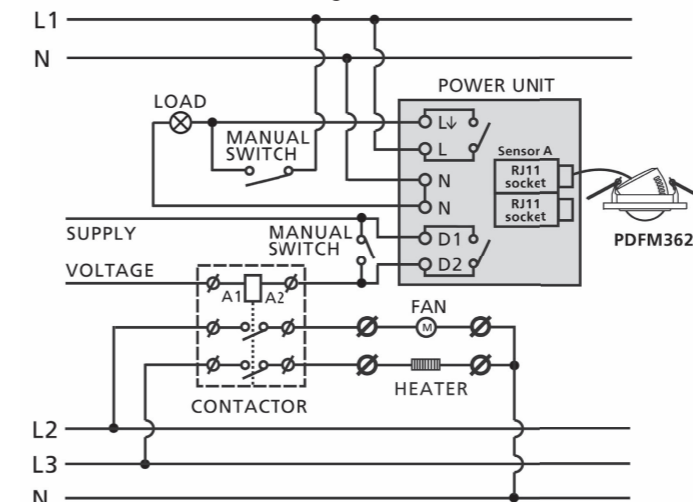 L1
N
POWER UNIT
LOAD
MANUAL
SWITCH
L↓
L
N
N
Sensor A
RJ11
socket
RJ11
socket
PDFM362
SUPPLY
VOLTAGE
MANUAL
SWITCH
D1
D2
A1
A2
FAN
M
HEATER
CONTACTOR
L2
L3
N